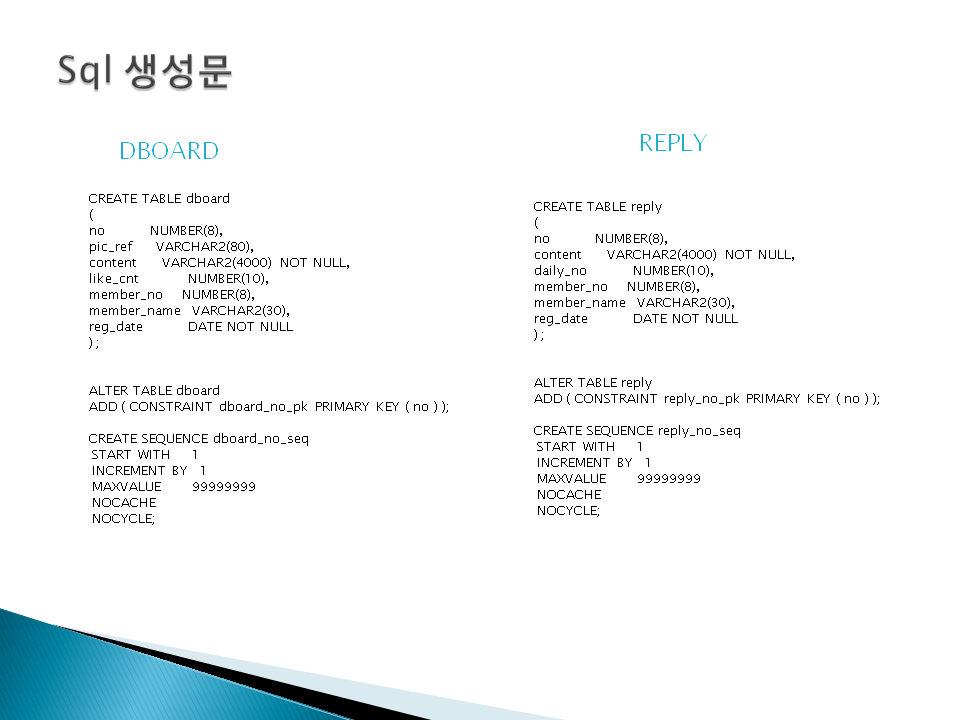 Sql 생성문
DBOARD
CREATE TABLE dboard
(
no NUMBER(8),
pic_ref VARCHAR2(80),
content VARCHAR2(4000) NOT NULL,
like_cnt NUMBER(10),
member_no NUMBER(8),
member_name VARCHAR2(30),
reg_date DATE NOT NULL
);
ALTER TABLE dboard
ADD ( CONSTRAINT dboard_no_pk PRIMARY KEY ( no ) );
CREATE SEQUENCE dboard_no_seq
START WITH 1
INCREMENT BY 1
MAXVALUE 99999999
NOCACHE
NOCYCLE;
REPLY
CREATE TABLE reply
(
no NUMBER(8),
content VARCHAR2(4000) NOT NULL,
daily_no NUMBER(10),
member_no NUMBER(8),
member_name VARCHAR2(30),
reg_date DATE NOT NULL
);
ALTER TABLE reply
ADD ( CONSTRAINT reply_no_pk PRIMARY KEY ( no ) );
CREATE SEQUENCE reply_no_seq
START WITH 1
INCREMENT BY 1
MAXVALUE 99999999
NOCACHE
NOCYCLE;